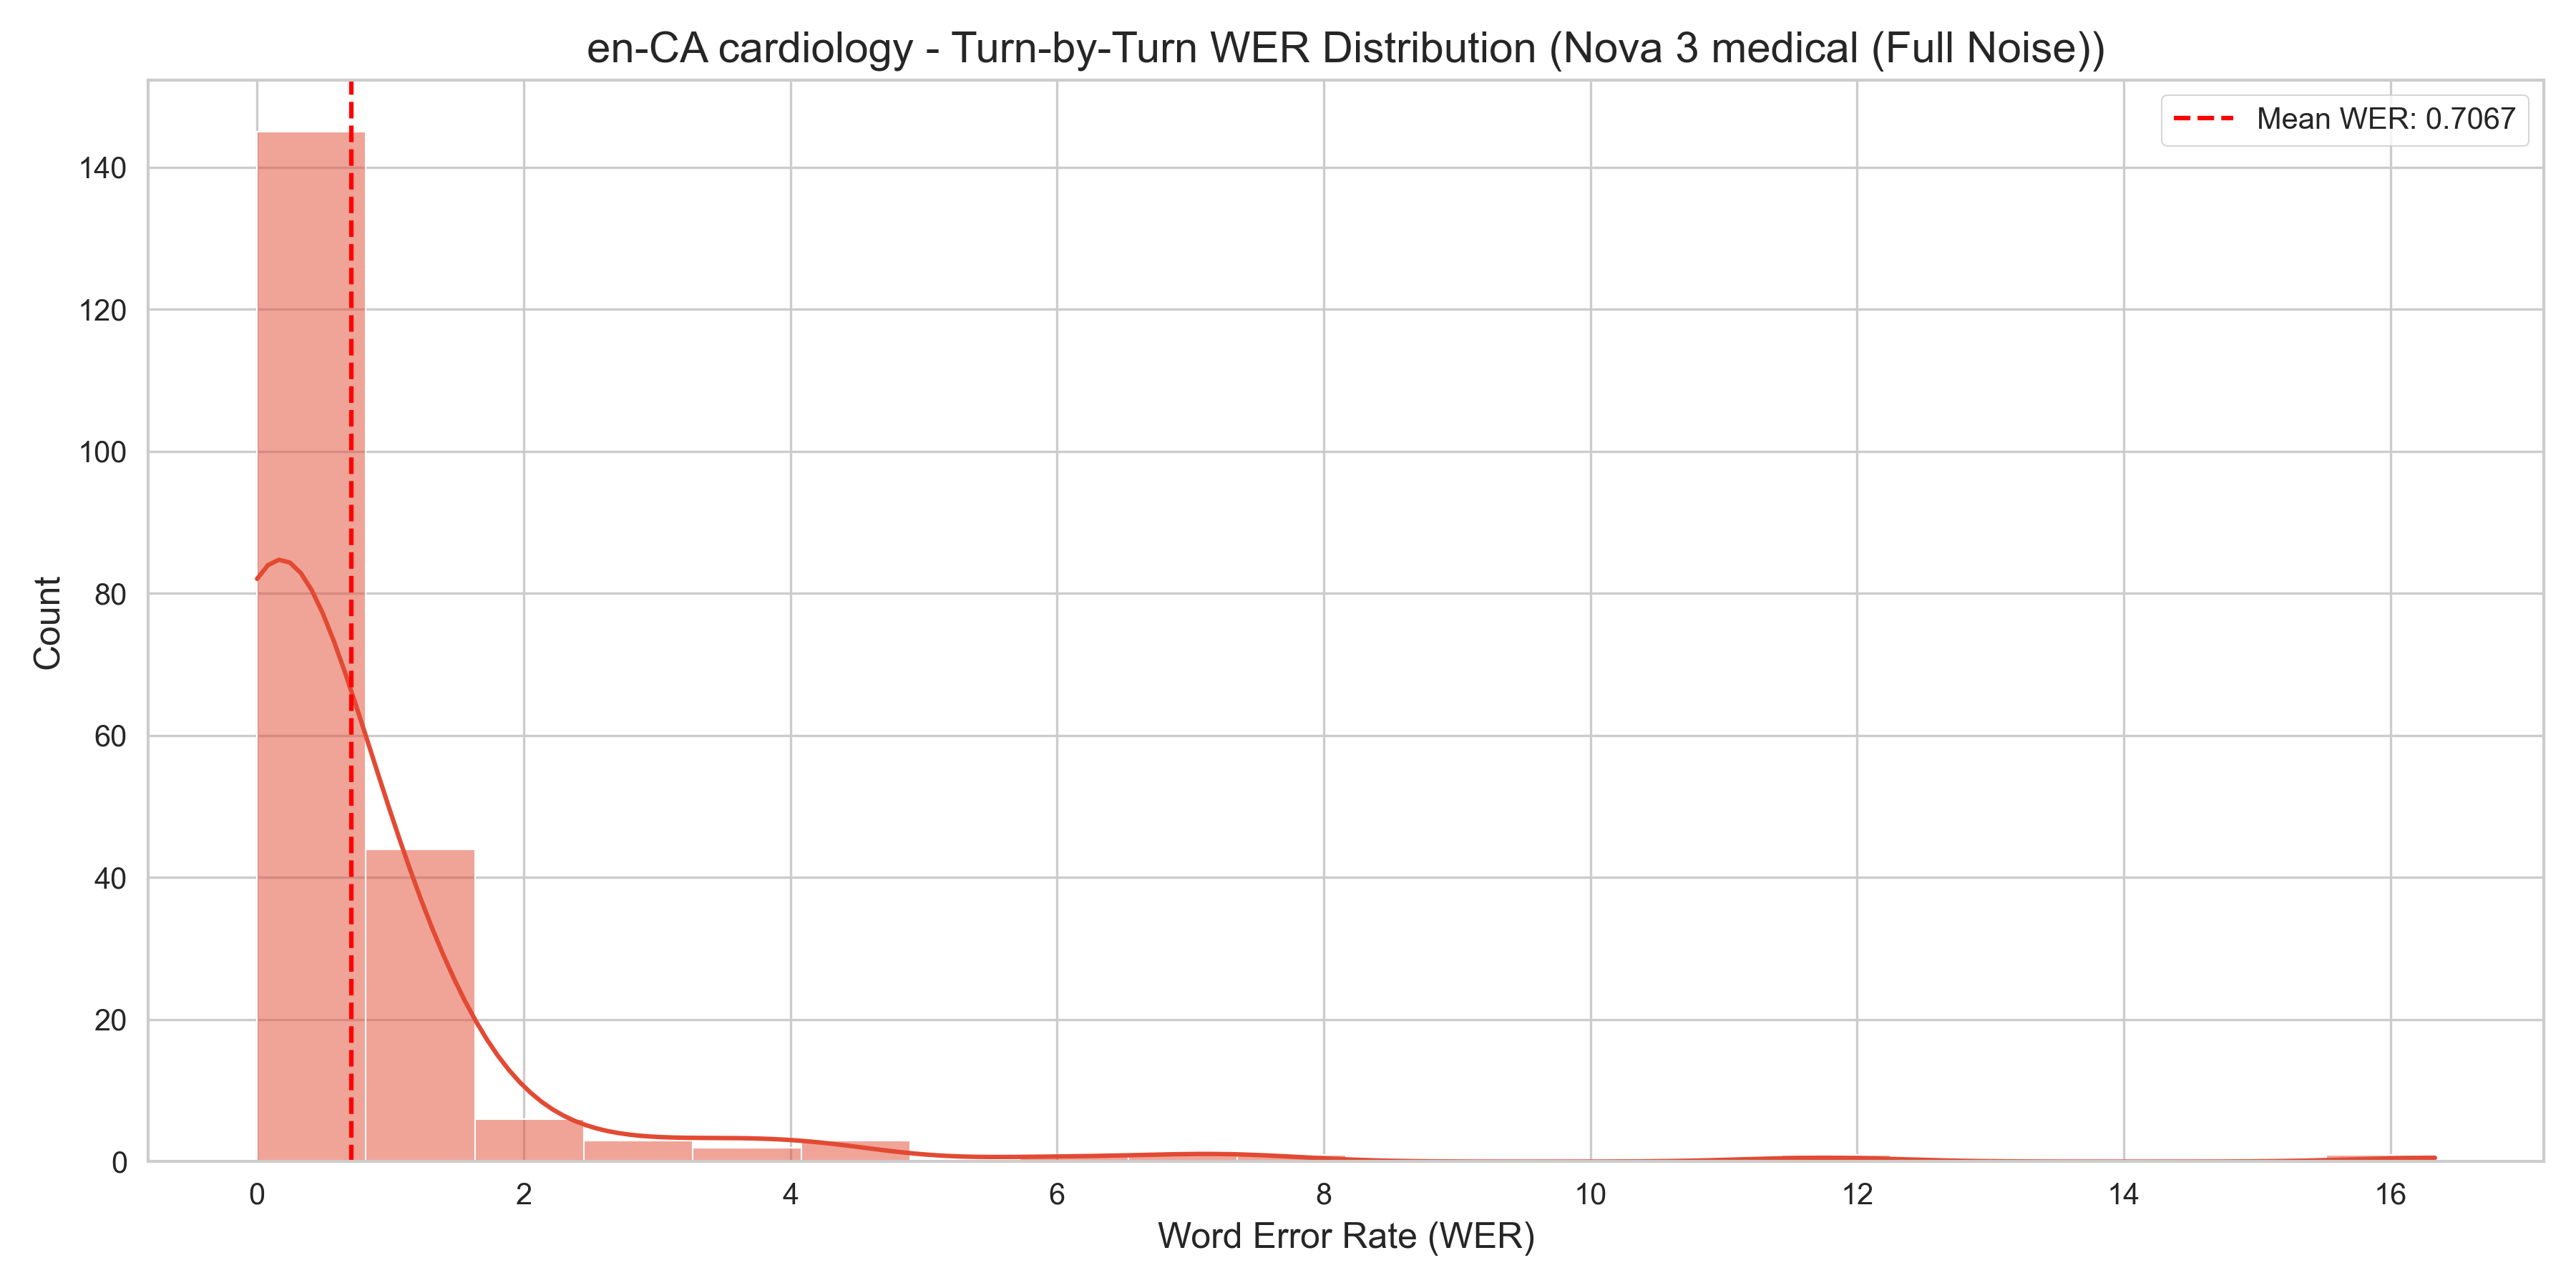 en-CA cardiology - Turn-by-Turn WER Distribution (Nova 3 medical (Full Noise))
Mean WER: 0.7067
Count
140
120
100
80
60
40
20
0
0 2 4 6 8 10 12 14 16
Word Error Rate (WER)